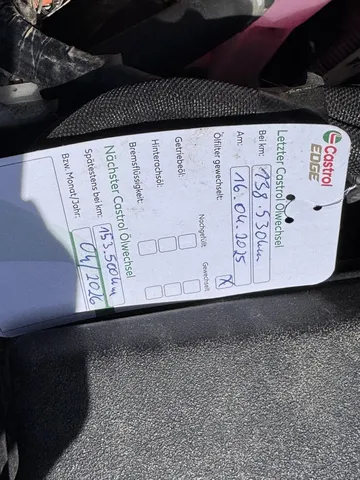 Castrol
EDGE
Letzter Castrol Ölwechsel
Bei km: 138.530km
Am: 16.04.2025
Ölfilter gewechselt: X
Nachgefüllt Gewechselt
Getriebeöl:
Hinterachsöl:
Bremsflüssigkeit:
Nächster Castrol Ölwechsel
Spätestens bei km: 153.500km
Bzw. Monat/Jahr: 04/2026